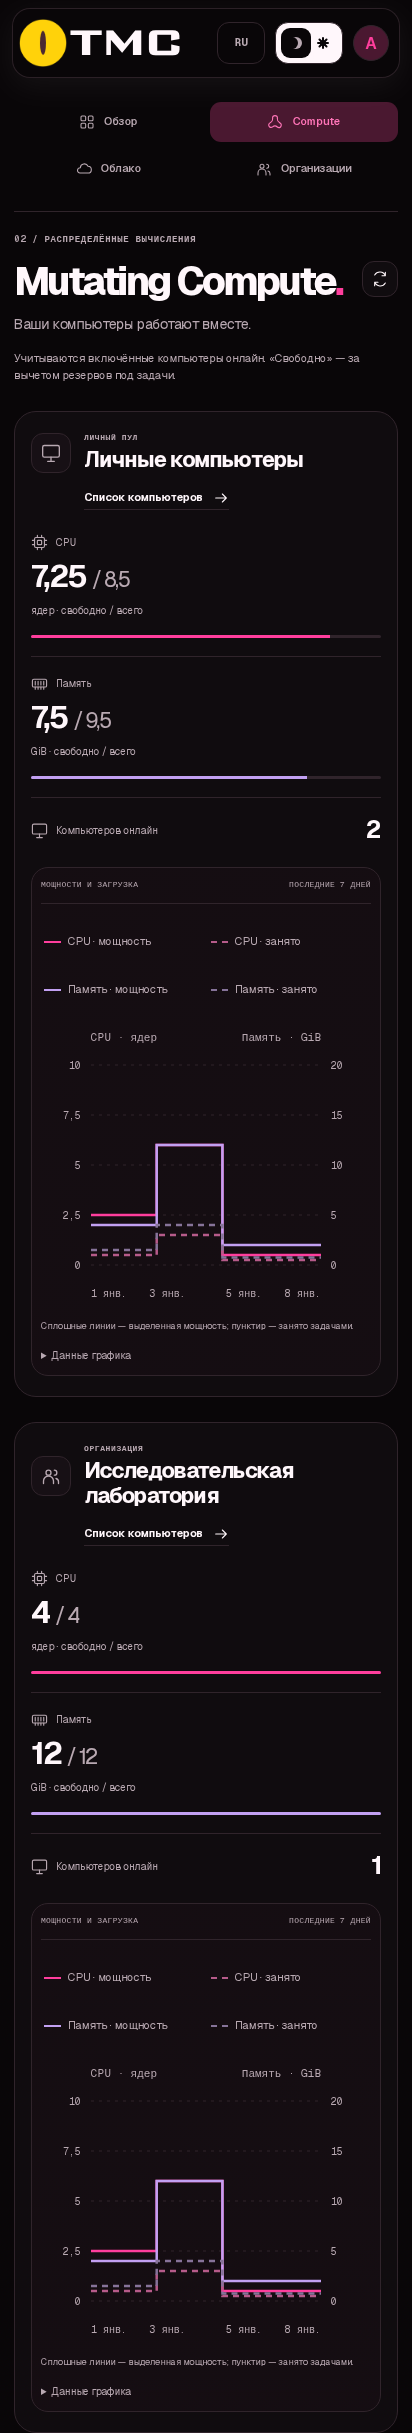 TMC
RU
A
Обзор
Compute
Облако
Организации
02 / РАСПРЕДЕЛЁННЫЕ ВЫЧИСЛЕНИЯ
Mutating Compute.
Ваши компьютеры работают вместе.
Учитываются включённые компьютеры онлайн. «Свободно» — за
вычетом резервов под задачи.
ЛИЧНЫЙ ПУЛ
Личные компьютеры
Список компьютеров →
CPU
7,25 / 8,5
ядер · свободно / всего
Память
7,5 / 9,5
GiB · свободно / всего
Компьютеров онлайн 2
МОЩНОСТИ И ЗАГРУЗКА ПОСЛЕДНИЕ 7 ДНЕЙ
CPU · мощность CPU · занято
Память · мощность Память · занято
CPU · ядер Память · GiB
10 20
7,5 15
5 10
2,5 5
0 0
1 янв. 3 янв. 5 янв. 8 янв.
Сплошные линии — выделенная мощность; пунктир — занято задачами.
▶ Данные графика
ОРГАНИЗАЦИЯ
Исследовательская
лаборатория
Список компьютеров →
CPU
4 / 4
ядер · свободно / всего
Память
12 / 12
GiB · свободно / всего
Компьютеров онлайн 1
МОЩНОСТИ И ЗАГРУЗКА ПОСЛЕДНИЕ 7 ДНЕЙ
CPU · мощность CPU · занято
Память · мощность Память · занято
CPU · ядер Память · GiB
10 20
7,5 15
5 10
2,5 5
0 0
1 янв. 3 янв. 5 янв. 8 янв.
Сплошные линии — выделенная мощность; пунктир — занято задачами.
▶ Данные графика